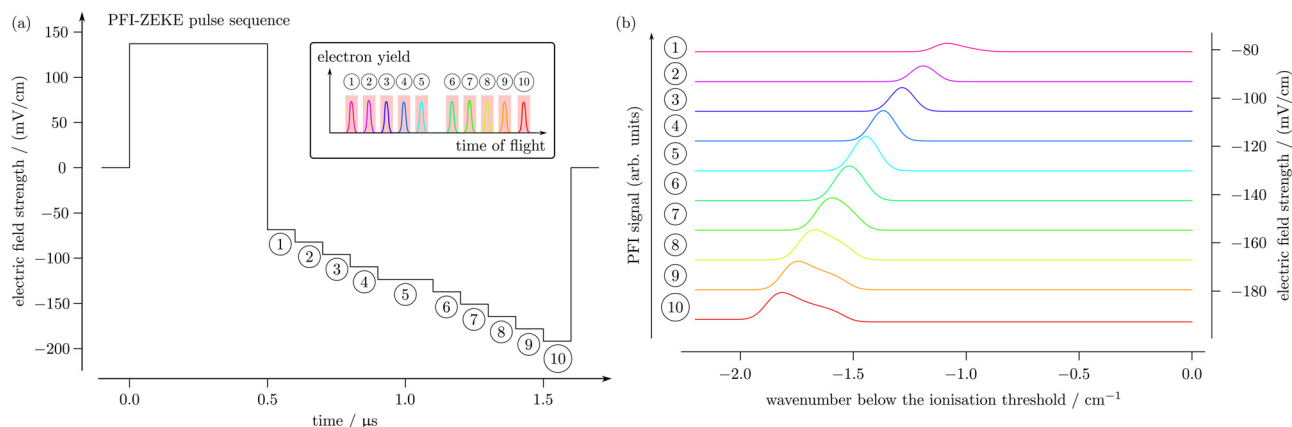 (a)
PFI-ZEKE pulse sequence
electric field strength / (mV/cm)
150
100
50
0
−50
−100
−150
−200
electron yield
1 2 3 4 5 6 7 8 9 10
time of flight
1
2
3
4
5
6
7
8
9
10
0.0 0.5 1.0 1.5
time / μs
(b)
PFI signal (arb. units)
1
2
3
4
5
6
7
8
9
10
−80
−100
−120
−140
−160
−180
electric field strength / (mV/cm)
−2.0 −1.5 −1.0 −0.5 0.0
wavenumber below the ionisation threshold / cm⁻¹